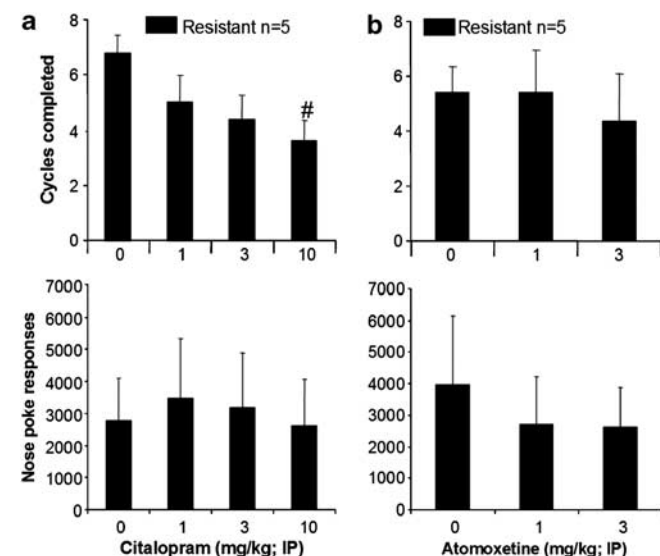 a
Resistant n=5
Cycles completed
8
6
4
2
0
#
0 1 3 10
b
Resistant n=5
8
6
4
2
0
0 1 3
Nose poke responses
7000
6000
5000
4000
3000
2000
1000
0
0 1 3 10
Citalopram (mg/kg; IP)
7000
6000
5000
4000
3000
2000
1000
0
0 1 3
Atomoxetine (mg/kg; IP)